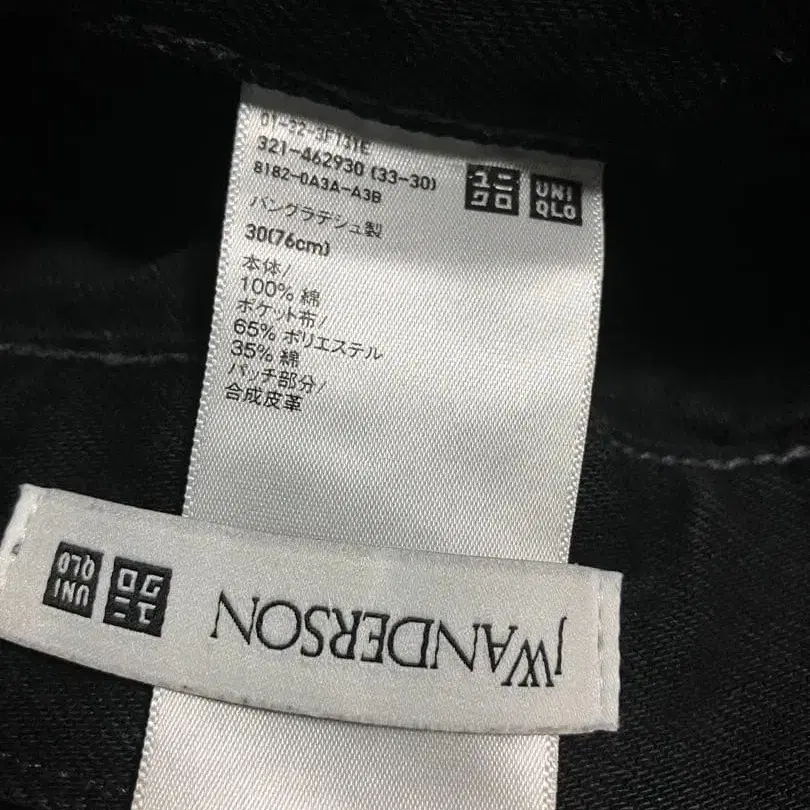 01-22-3F(3)E
321-462930 (33-30)
8182-0A3A-A3B
ユニ
クロ
UNI
QLO
バングラデシュ製
30(76cm)
本体/
100% 綿
ポケット布/
65% ポリエステル
35% 綿
パッチ部分/
合成皮革
JWANDERSON
ユニ
クロ
UNI
QLO